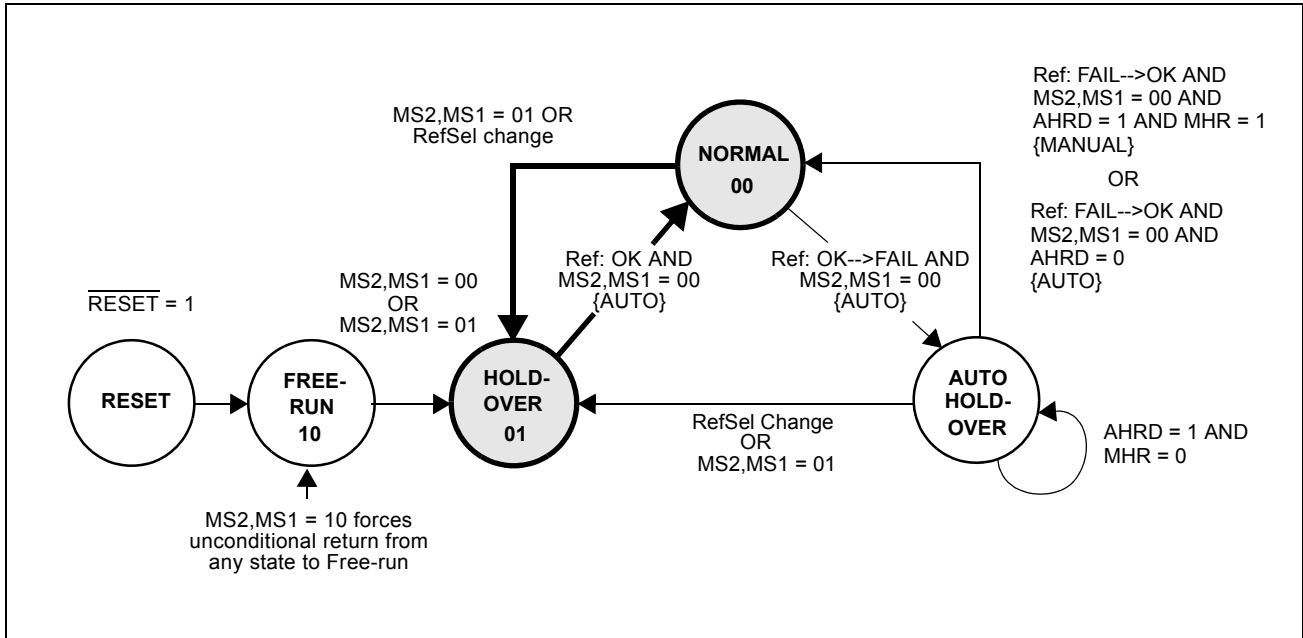 Ref: FAIL-->OK AND
MS2,MS1 = 00 AND
AHRD = 1 AND MHR = 1
{MANUAL}
OR
Ref: FAIL-->OK AND
MS2,MS1 = 00 AND
AHRD = 0
{AUTO}
MS2,MS1 = 01 OR
RefSel change
NORMAL
00
Ref: OK AND
MS2,MS1 = 00
{AUTO}
Ref: OK-->FAIL AND
MS2,MS1 = 00
{AUTO}
MS2,MS1 = 00
OR
MS2,MS1 = 01
RESET = 1
RESET
FREE-
RUN
10
HOLD-
OVER
01
AUTO
HOLD-
OVER
RefSel Change
OR
MS2,MS1 = 01
AHRD = 1 AND
MHR = 0
MS2,MS1 = 10 forces
unconditional return from
any state to Free-run